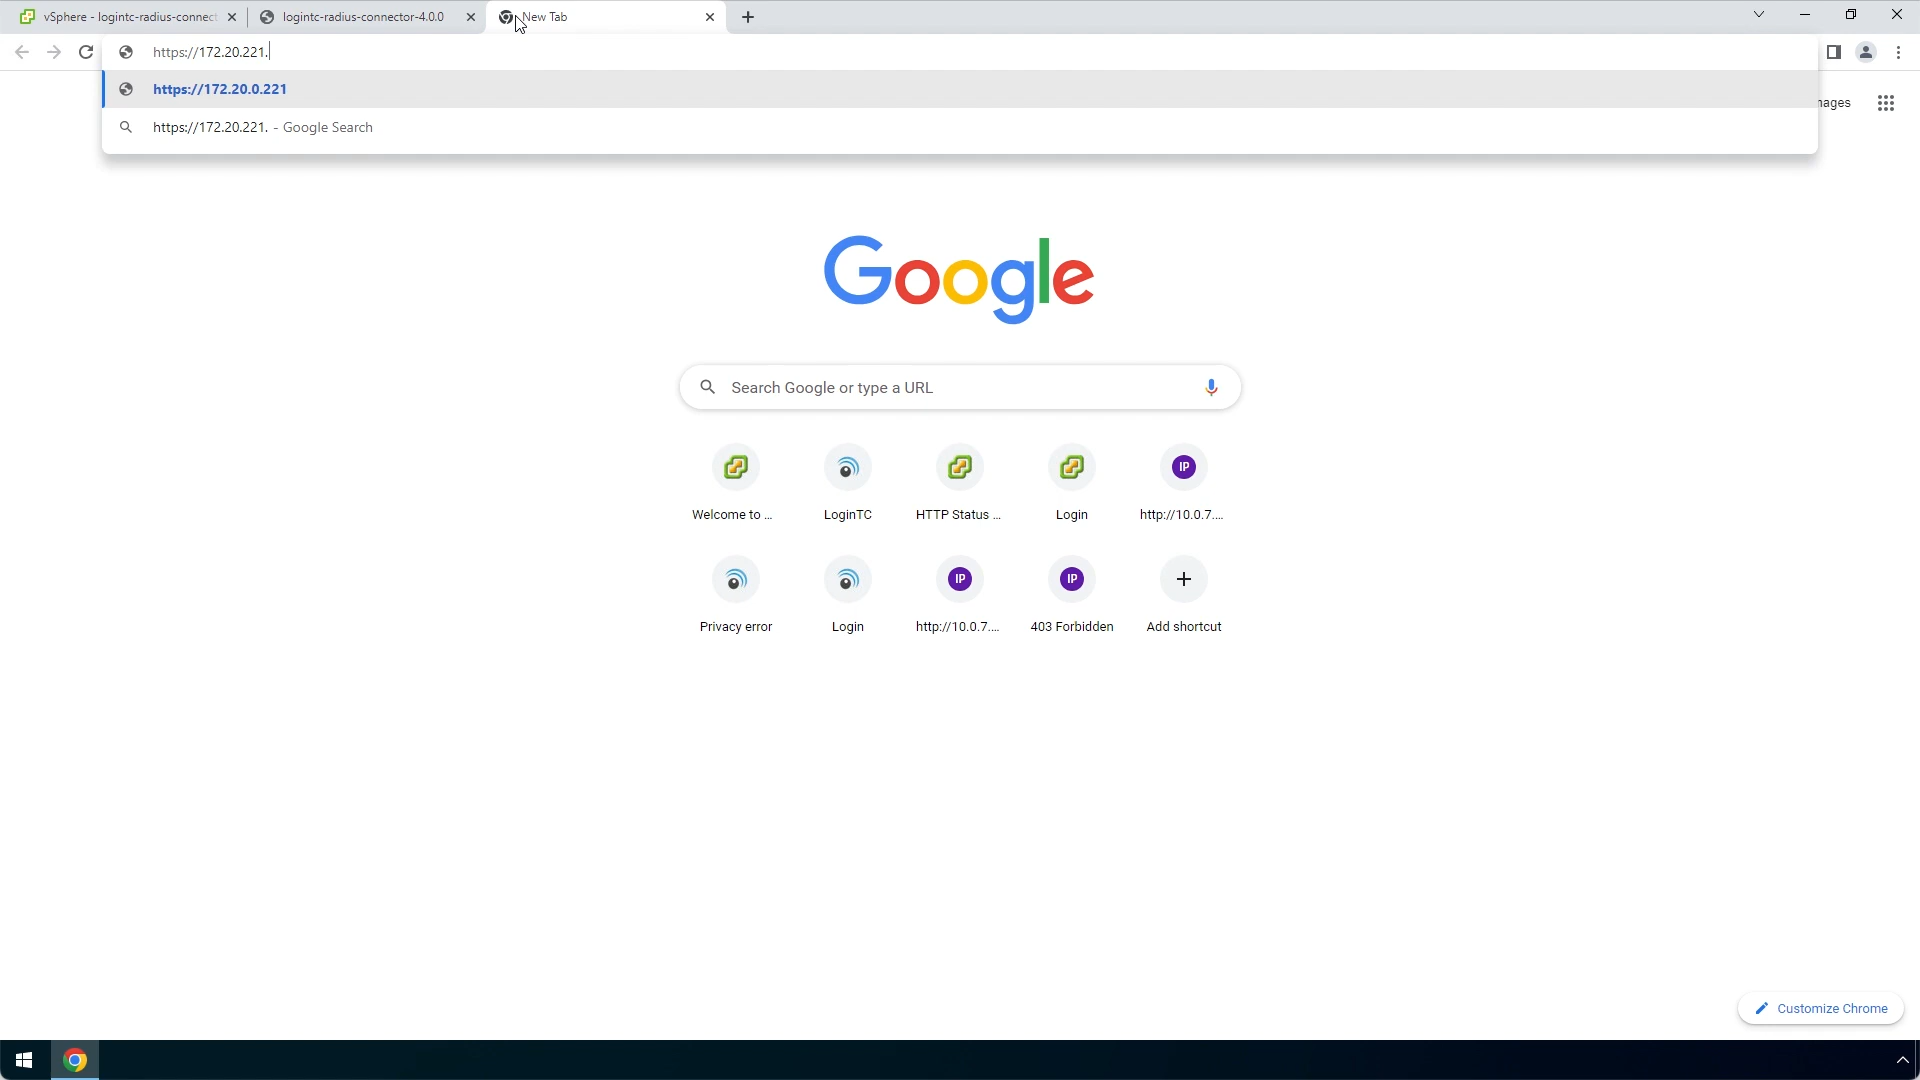 vSphere - logintc-radius-connect
logintc-radius-connector-4.0.0
New Tab
https://172.20.221.
https://172.20.0.221
https://172.20.221. - Google Search
mages
Google
Search Google or type a URL
IP
Welcome to ...
LoginTC
HTTP Status ...
Login
http://10.0.7....
IP
IP
Privacy error
Login
http://10.0.7....
403 Forbidden
Add shortcut
Customize Chrome